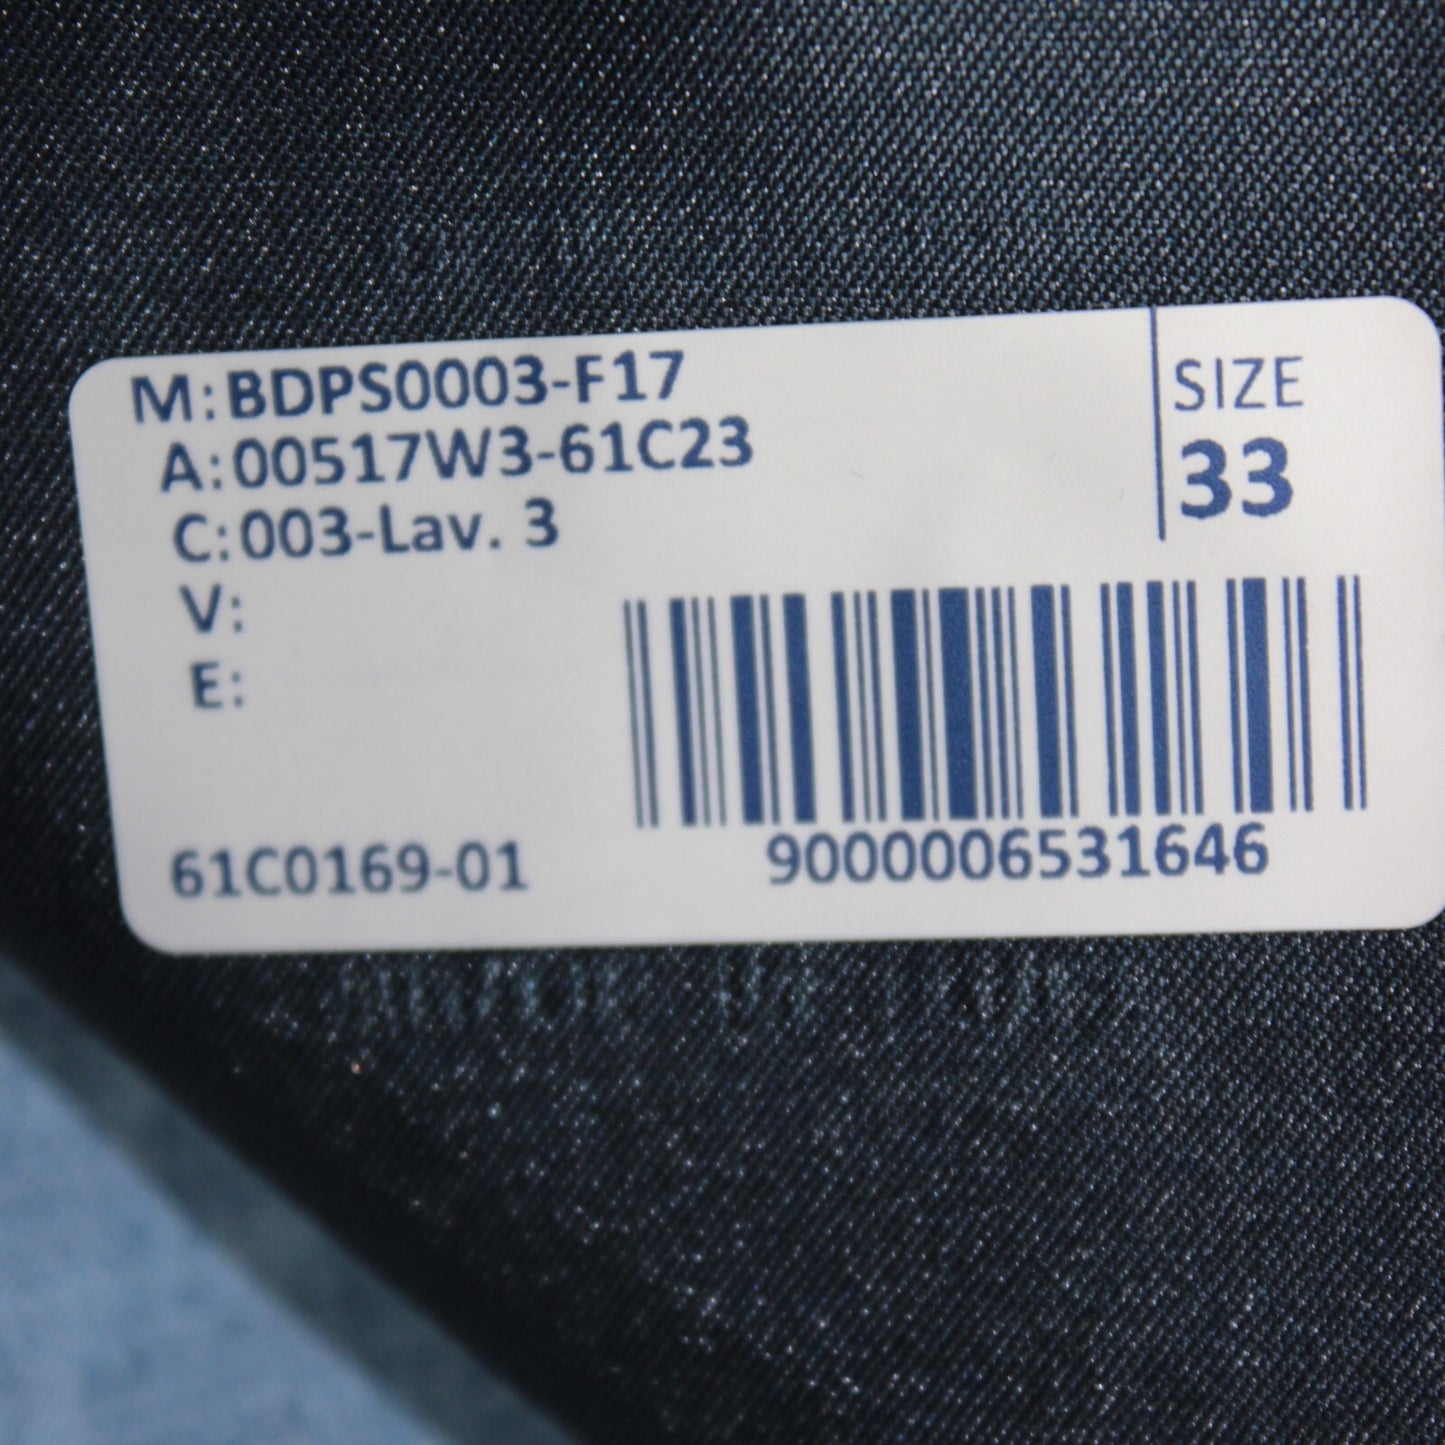 M:BDPS0003-F17
A:00517W3-61C23
C:003-Lav. 3
V:
E:
SIZE
33
61C0169-01
9000006531646